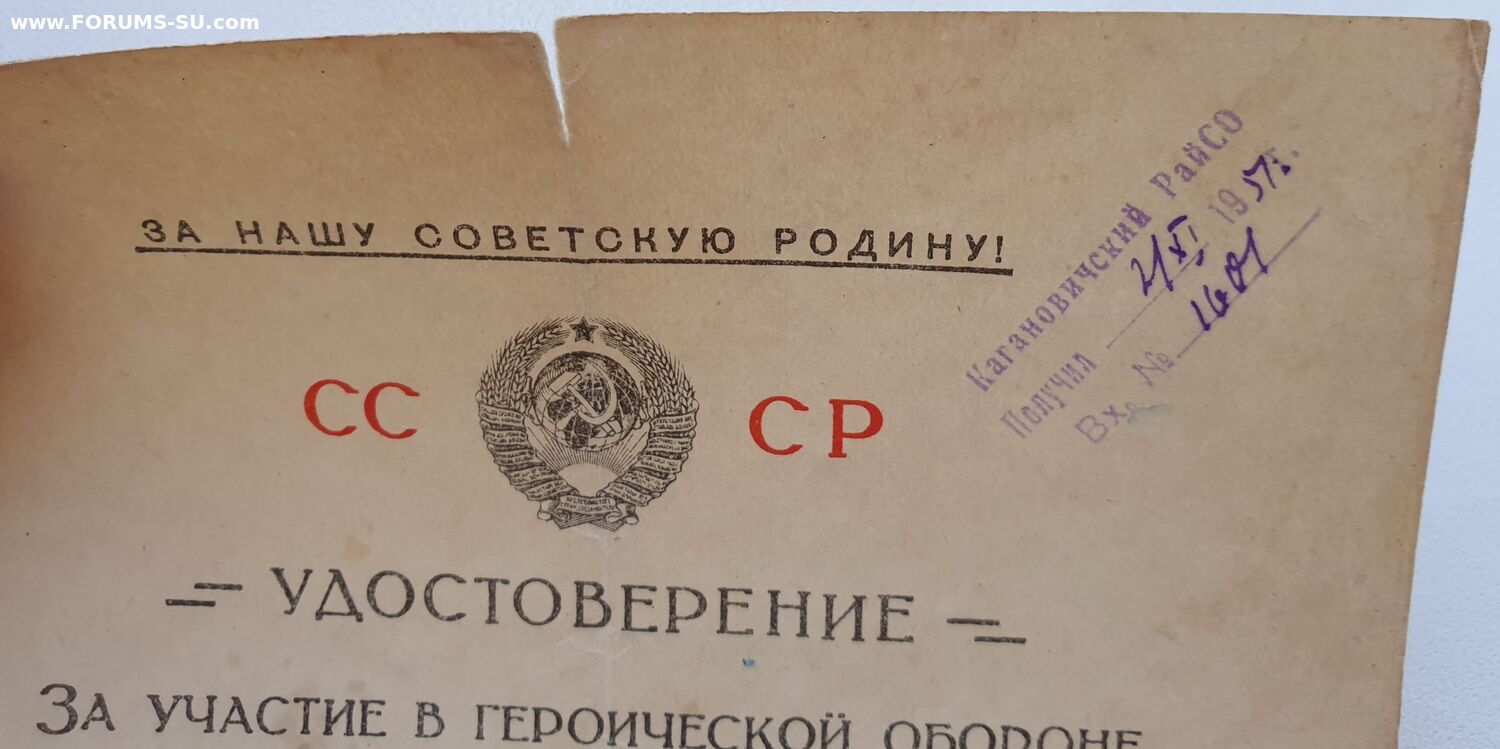 www.FORUMS-SU.com
ЗА НАШУ СОВЕТСКУЮ РОДИНУ!
СС СР
Кагановичский РайСО
Получил 21/XI 1957г.
Вх. № 1601
УДОСТОВЕРЕНИЕ
ЗА УЧАСТИЕ В ГЕРОИЧЕСКОЙ ОБОРОНЕ